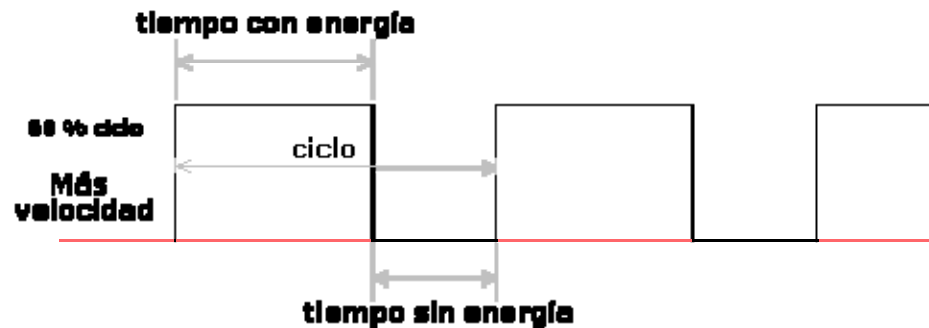 tiempo con energía
60 % ciclo
ciclo
Más
velocidad
tiempo sin energía